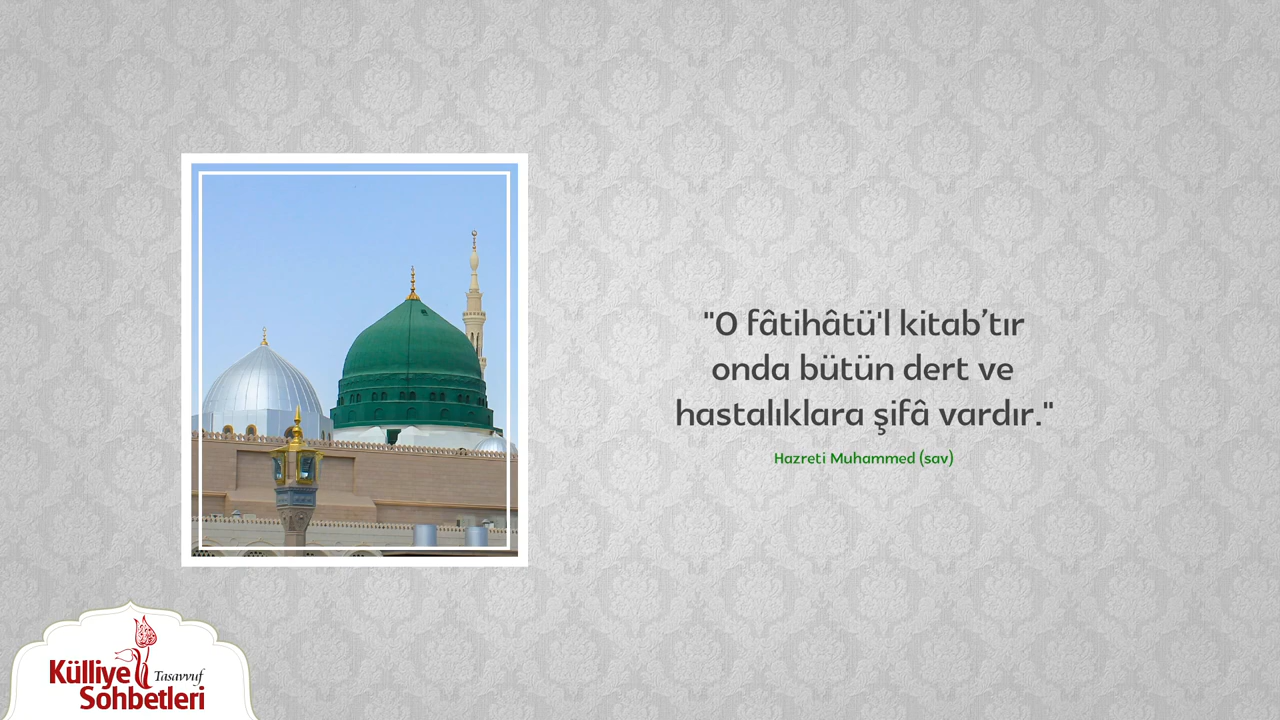 "O fâtihâtü'l kitab’tır
onda bütün dert ve
hastalıklara şifâ vardır."
Hazreti Muhammed (sav)
Külliye Tasavvuf
Sohbetleri